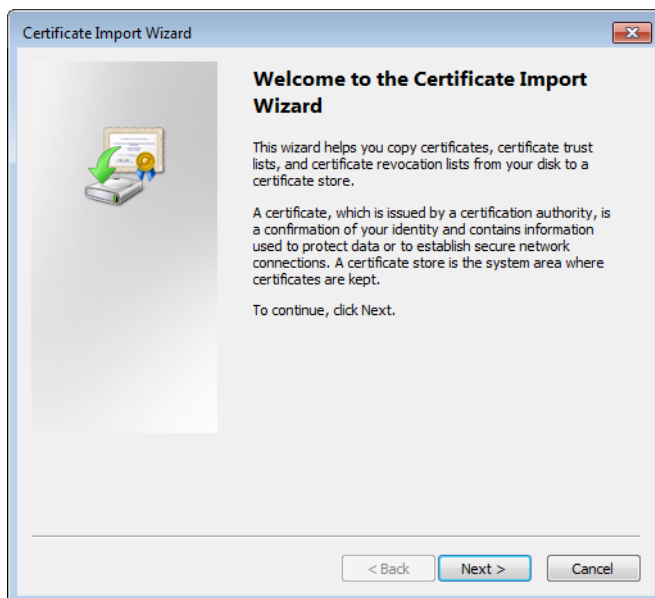 Certificate Import Wizard
Welcome to the Certificate Import
Wizard
This wizard helps you copy certificates, certificate trust
lists, and certificate revocation lists from your disk to a
certificate store.
A certificate, which is issued by a certification authority, is
a confirmation of your identity and contains information
used to protect data or to establish secure network
connections. A certificate store is the system area where
certificates are kept.
To continue, click Next.
< Back Next > Cancel